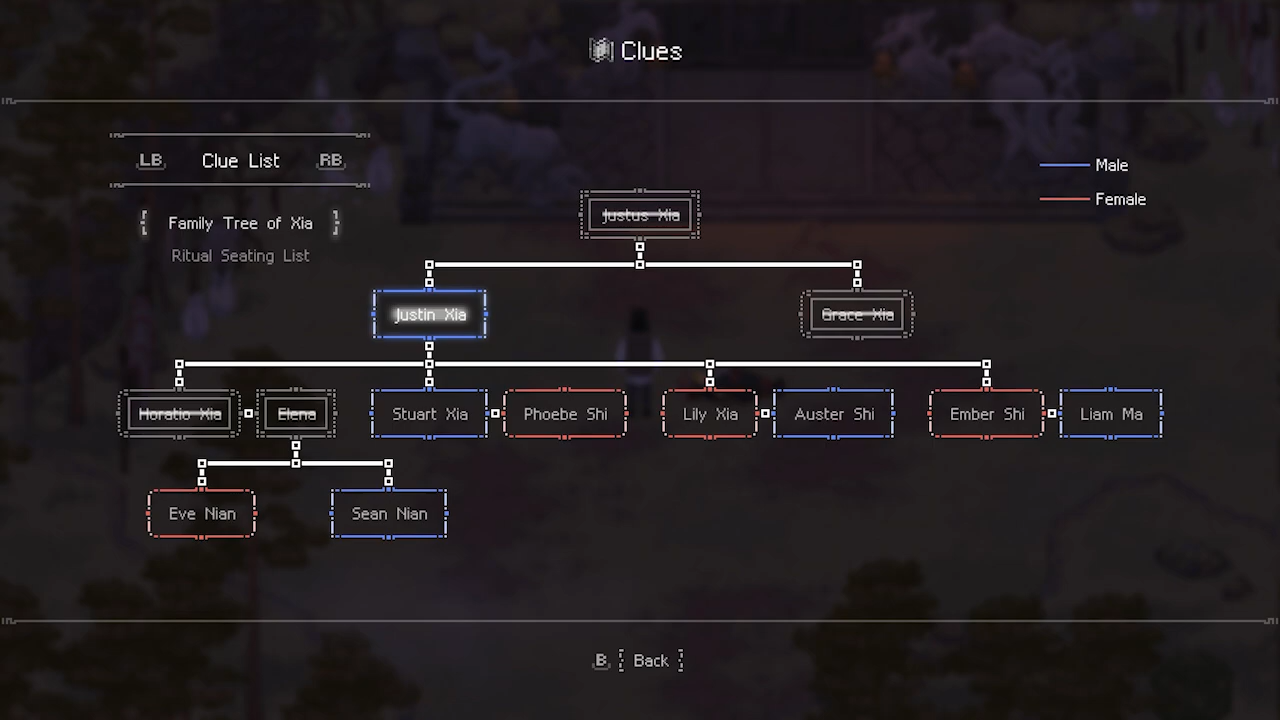 Clues
LB Clue List RB
Male
Female
Family Tree of Xia
Ritual Seating List
Justus Xia
Justin Xia
Grace Xia
Horatio Xia
Elena
Stuart Xia
Phoebe Shi
Lily Xia
Auster Shi
Ember Shi
Liam Ma
Eve Nian
Sean Nian
B Back